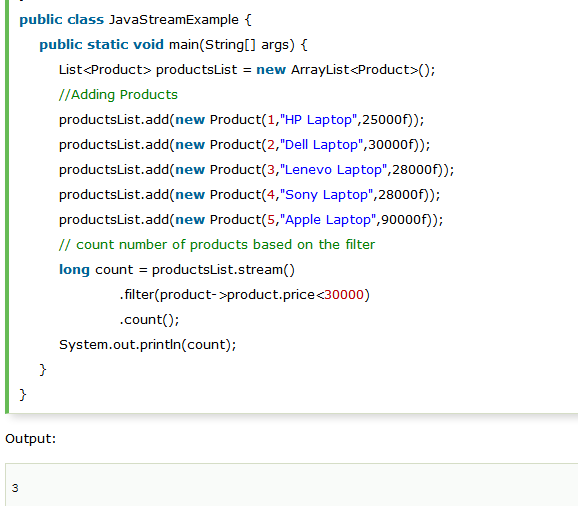 public class JavaStreamExample {
public static void main(String[] args) {
List<Product> productsList = new ArrayList<Product>();
//Adding Products
productsList.add(new Product(1,"HP Laptop",25000f));
productsList.add(new Product(2,"Dell Laptop",30000f));
productsList.add(new Product(3,"Lenevo Laptop",28000f));
productsList.add(new Product(4,"Sony Laptop",28000f));
productsList.add(new Product(5,"Apple Laptop",90000f));
// count number of products based on the filter
long count = productsList.stream()
.filter(product->product.price<30000)
.count();
System.out.println(count);
}
}
Output:
3